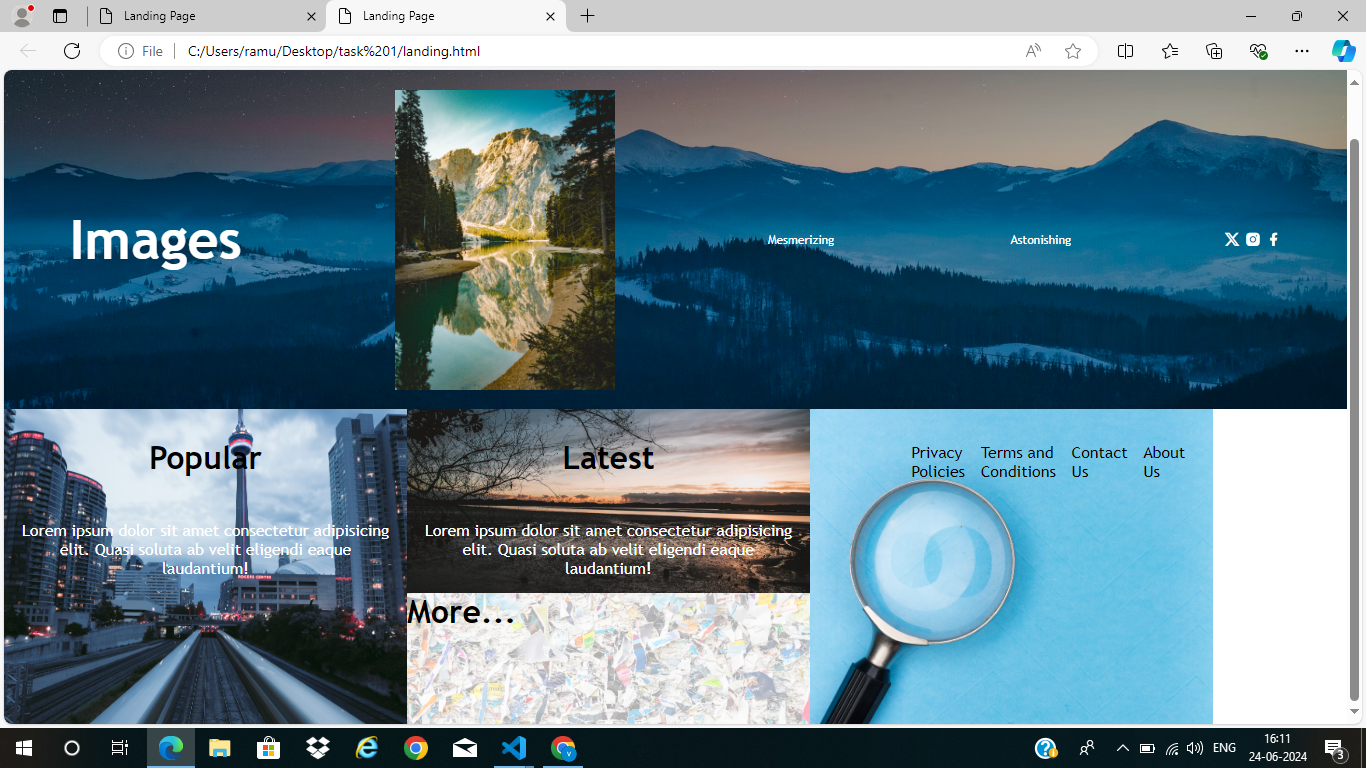 Landing Page
Landing Page
File
C:/Users/ramu/Desktop/task%201/landing.html
Images
Mesmerizing
Astonishing
Popular
Lorem ipsum dolor sit amet consectetur adipisicing
elit. Quasi soluta ab velit eligendi eaque
laudantium!
ROGERS CENTRE
Latest
Lorem ipsum dolor sit amet consectetur adipisicing
elit. Quasi soluta ab velit eligendi eaque
laudantium!
More...
Privacy Terms and Contact About
Policies Conditions Us Us
ENG
16:11
24-06-2024
3